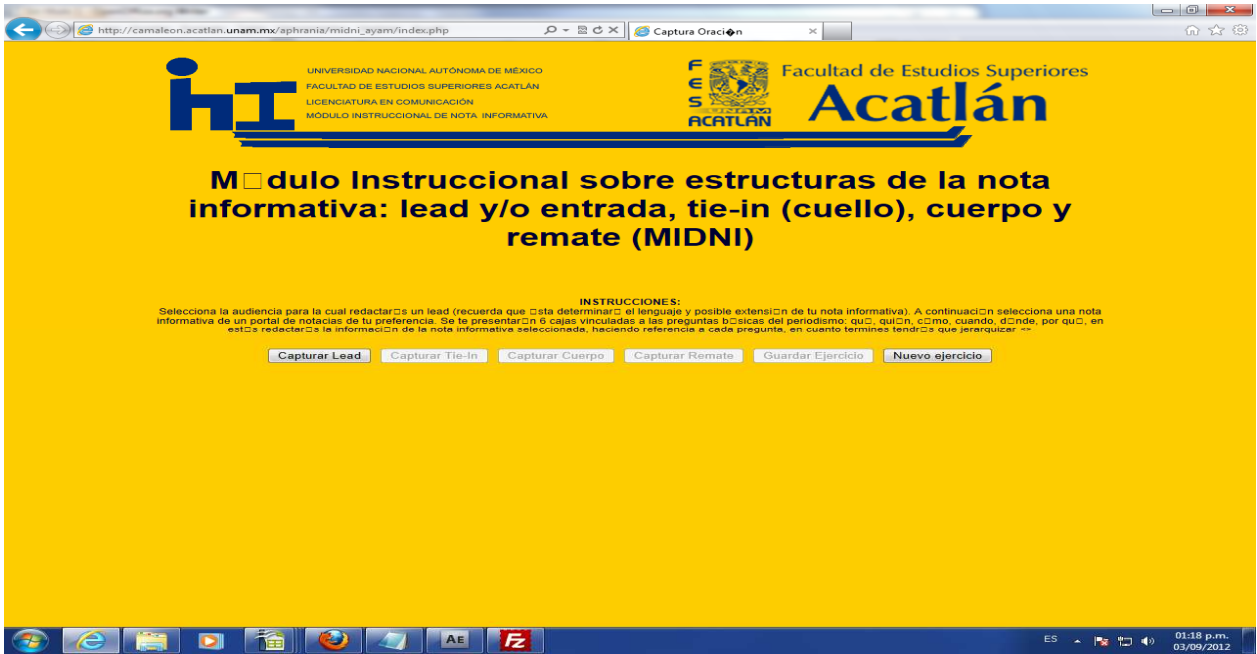 http://camaleon.acatlan.unam.mx/aphrania/midni_ayam/index.php
Captura Oraci�n
UNIVERSIDAD NACIONAL AUTÓNOMA DE MÉXICO
FACULTAD DE ESTUDIOS SUPERIORES ACATLÁN
LICENCIATURA EN COMUNICACIÓN
MÓDULO INSTRUCCIONAL DE NOTA INFORMATIVA
FES
UNAM
ACATLÁN
Facultad de Estudios Superiores
Acatlán
M□dulo Instruccional sobre estructuras de la nota
informativa: lead y/o entrada, tie-in (cuello), cuerpo y
remate (MIDNI)
INSTRUCCIONES:
Selecciona la audiencia para la cual redactar□s un lead (recuerda que □sta determinar□ el lenguaje y posible extensi□n de tu nota informativa). A continuaci□n selecciona una nota
informativa de un portal de notacias de tu preferencia. Se te presentar□n 6 cajas vinculadas a las preguntas b□sicas del periodismo: qu□, qui□n, c□mo, cuando, d□nde, por qu□, en
est□s redactar□s la informaci□n de la nota informativa seleccionada, haciendo referencia a cada pregunta, en cuanto termines tendr□s que jerarquizar
Capturar Lead Capturar Tie-In Capturar Cuerpo Capturar Remate Guardar Ejercicio Nuevo ejercicio
AE
Fz
ES
01:18 p.m.
03/09/2012